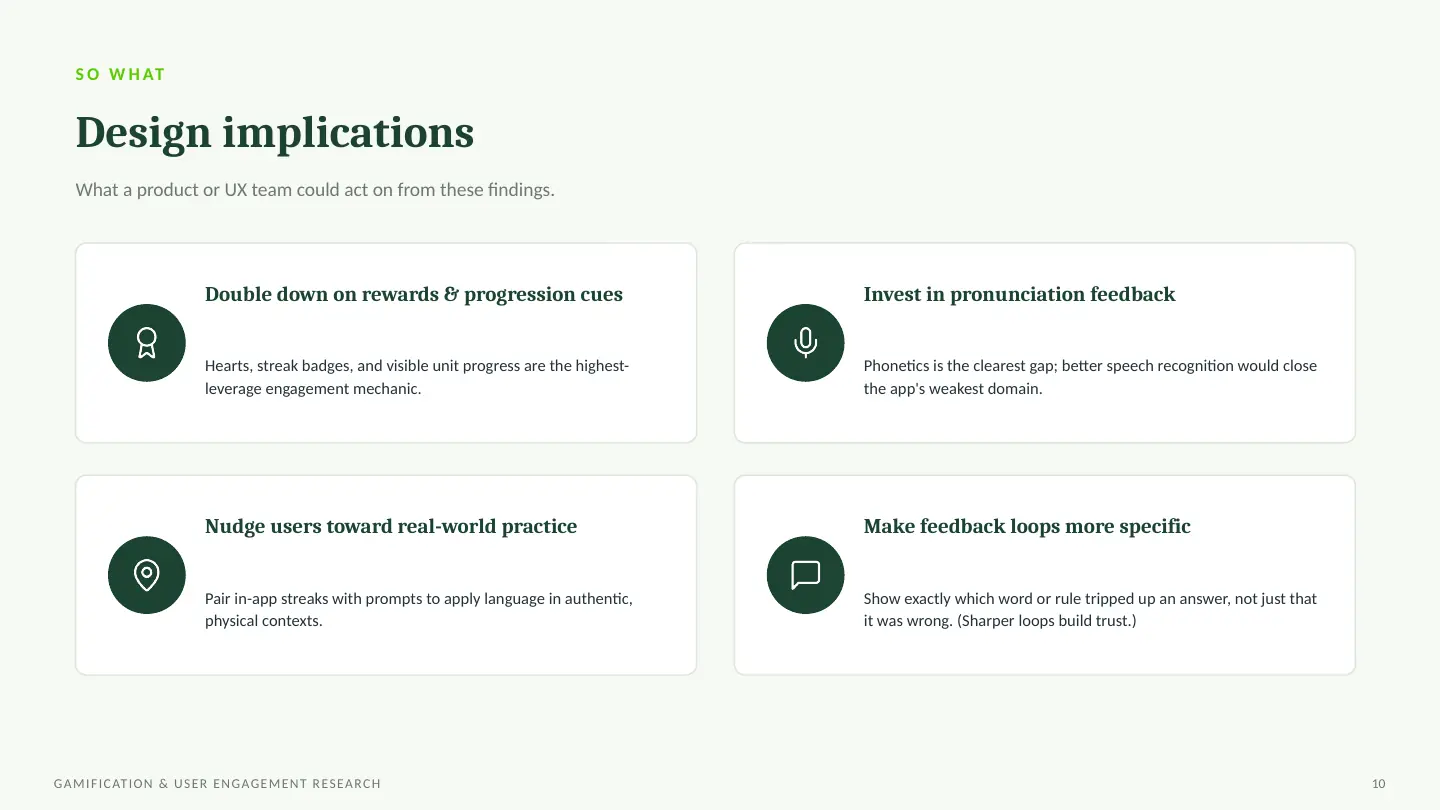 SO WHAT
Design implications
What a product or UX team could act on from these findings.
Double down on rewards & progression cues
Hearts, streak badges, and visible unit progress are the highest-
leverage engagement mechanic.
Invest in pronunciation feedback
Phonetics is the clearest gap; better speech recognition would close
the app's weakest domain.
Nudge users toward real-world practice
Pair in-app streaks with prompts to apply language in authentic,
physical contexts.
Make feedback loops more specific
Show exactly which word or rule tripped up an answer, not just that
it was wrong. (Sharper loops build trust.)
GAMIFICATION & USER ENGAGEMENT RESEARCH
10